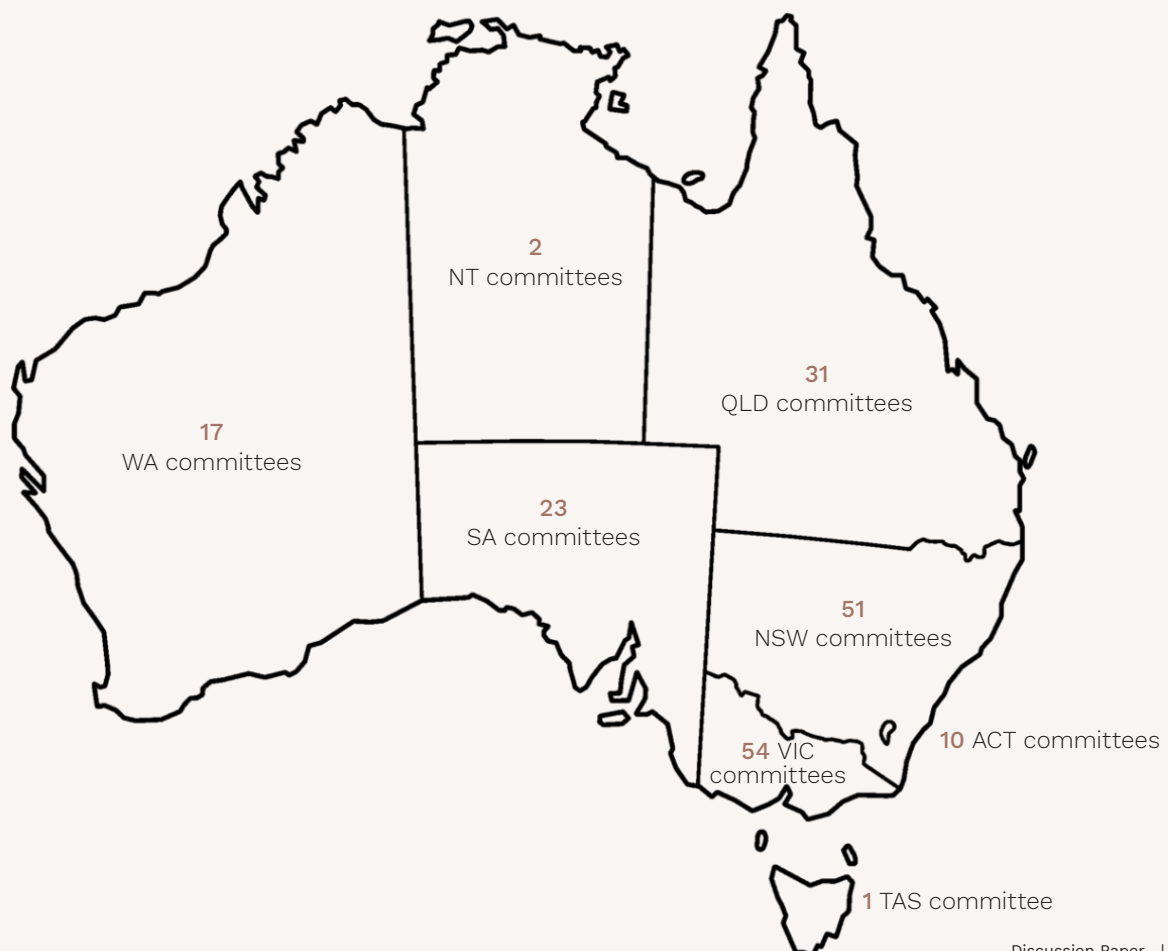 2
NT committees
31
QLD committees
17
WA committees
23
SA committees
51
NSW committees
10 ACT committees
54 VIC
committees
1 TAS committee
Discussion Paper |